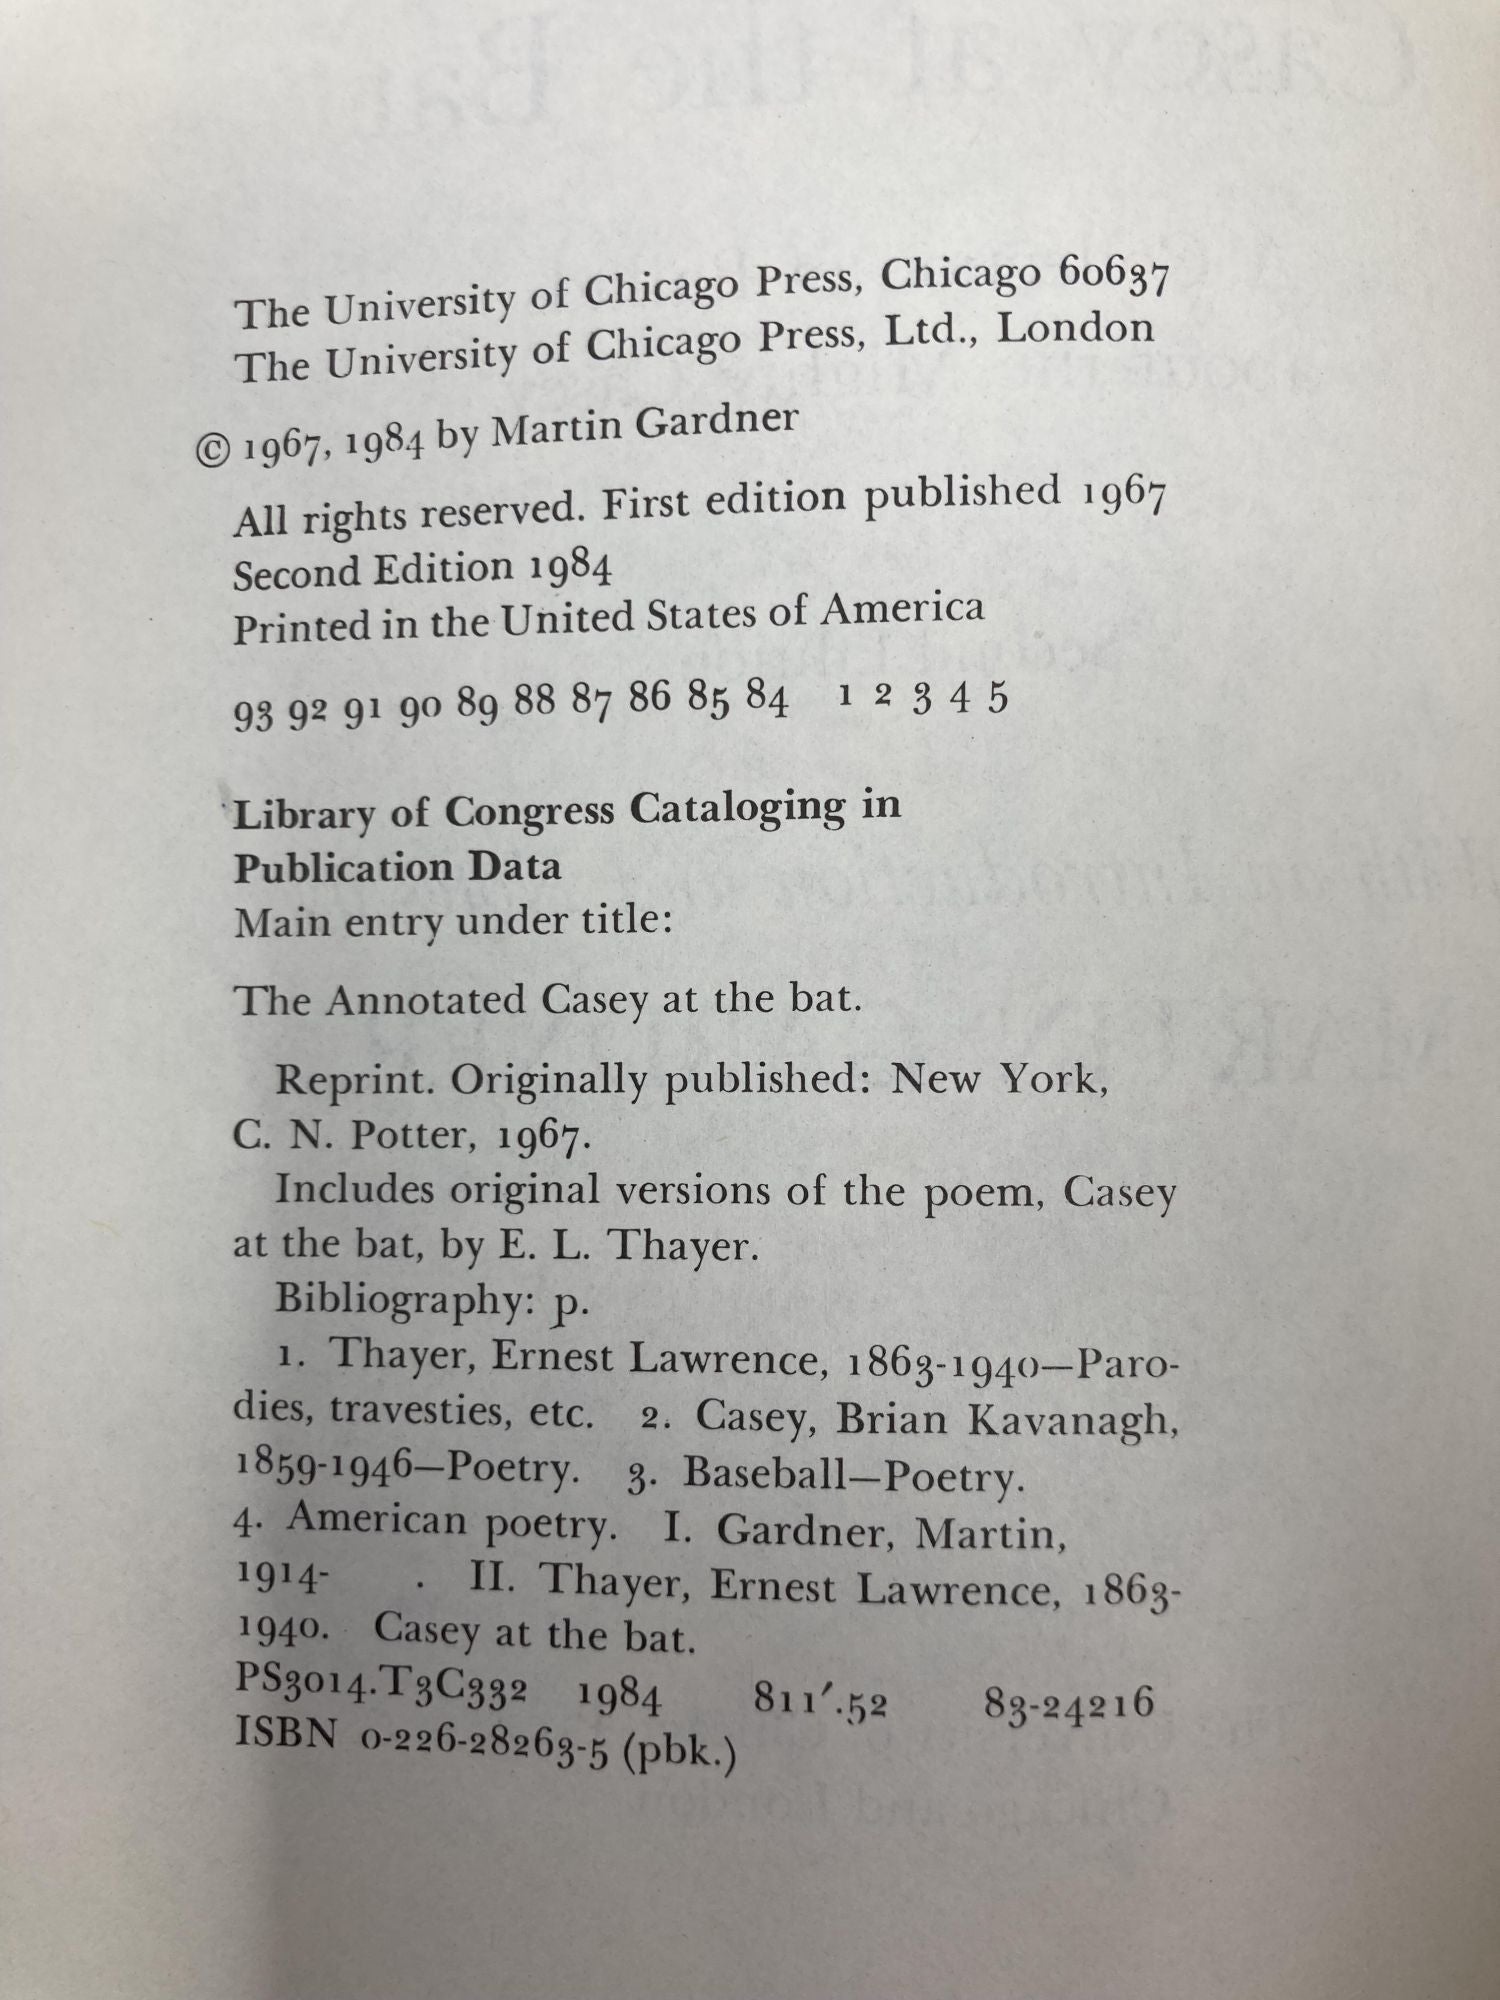 The University of Chicago Press, Chicago 60637
The University of Chicago Press, Ltd., London
© 1967, 1984 by Martin Gardner
All rights reserved. First edition published 1967
Second Edition 1984
Printed in the United States of America
93 92 91 90 89 88 87 86 85 84 1 2 3 4 5
Library of Congress Cataloging in
Publication Data
Main entry under title:
The Annotated Casey at the bat.
Reprint. Originally published: New York,
C. N. Potter, 1967.
Includes original versions of the poem, Casey
at the bat, by E. L. Thayer.
Bibliography: p.
1. Thayer, Ernest Lawrence, 1863-1940—Paro-
dies, travesties, etc. 2. Casey, Brian Kavanagh,
1859-1946—Poetry. 3. Baseball—Poetry.
4. American poetry. I. Gardner, Martin,
1914- . II. Thayer, Ernest Lawrence, 1863-
1940. Casey at the bat.
PS3014.T3C332 1984 811′.52 83-24216
ISBN 0-226-28263-5 (pbk.)